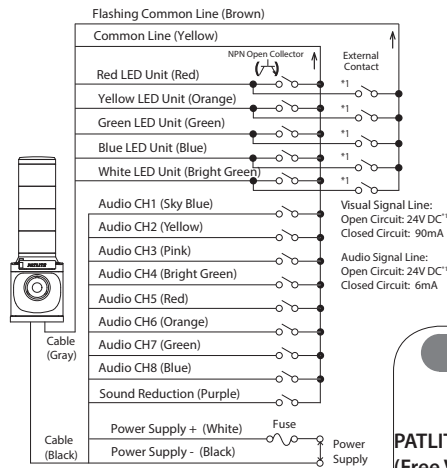 Flashing Common Line (Brown)
Common Line (Yellow)
NPN Open Collector
External
Contact
Red LED Unit (Red)
*1
Yellow LED Unit (Orange)
*1
Green LED Unit (Green)
*1
Blue LED Unit (Blue)
*1
White LED Unit (Bright Green)
*1
Audio CH1 (Sky Blue)
Audio CH2 (Yellow)
Audio CH3 (Pink)
Audio CH4 (Bright Green)
Audio CH5 (Red)
Audio CH6 (Orange)
Audio CH7 (Green)
Audio CH8 (Blue)
Sound Reduction (Purple)
Visual Signal Line:
Open Circuit: 24V DC
Closed Circuit: 90mA
Audio Signal Line:
Open Circuit: 24V DC
Closed Circuit: 6mA
PATLITE
Cable
(Gray)
Power Supply + (White)
Fuse
Power Supply - (Black)
Power
Supply
Cable
(Black)
PATLIT
(Free V